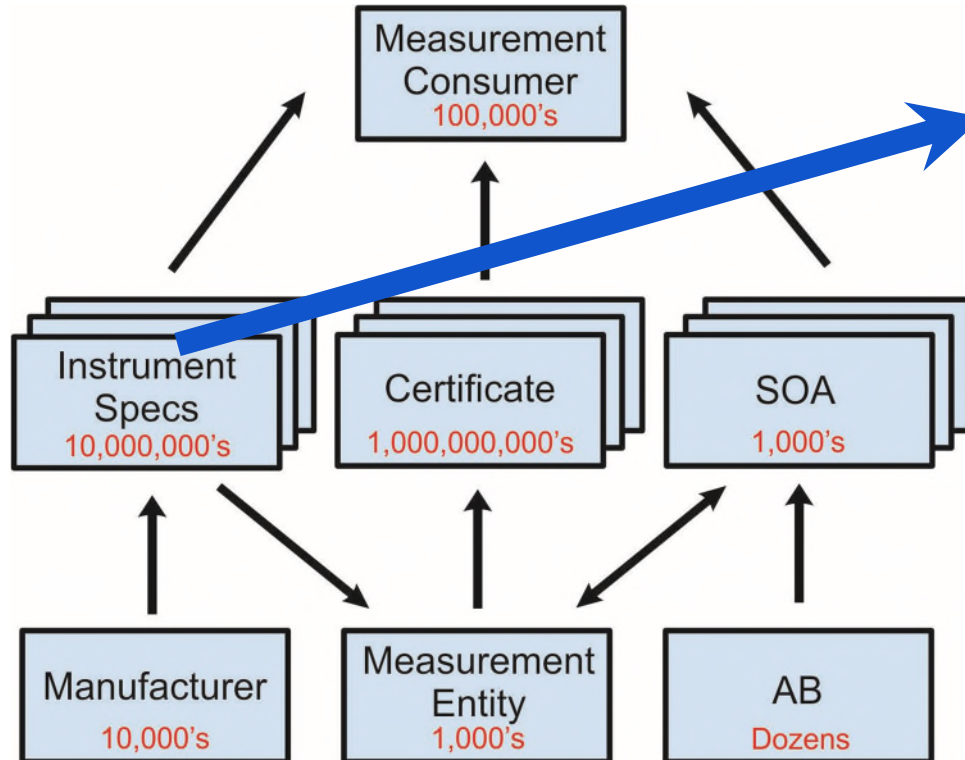 Measurement
Consumer
100,000's
Instrument
Specs
10,000,000's
Certificate
1,000,000,000's
SOA
1,000's
Manufacturer
10,000's
Measurement
Entity
1,000's
AB
Dozens